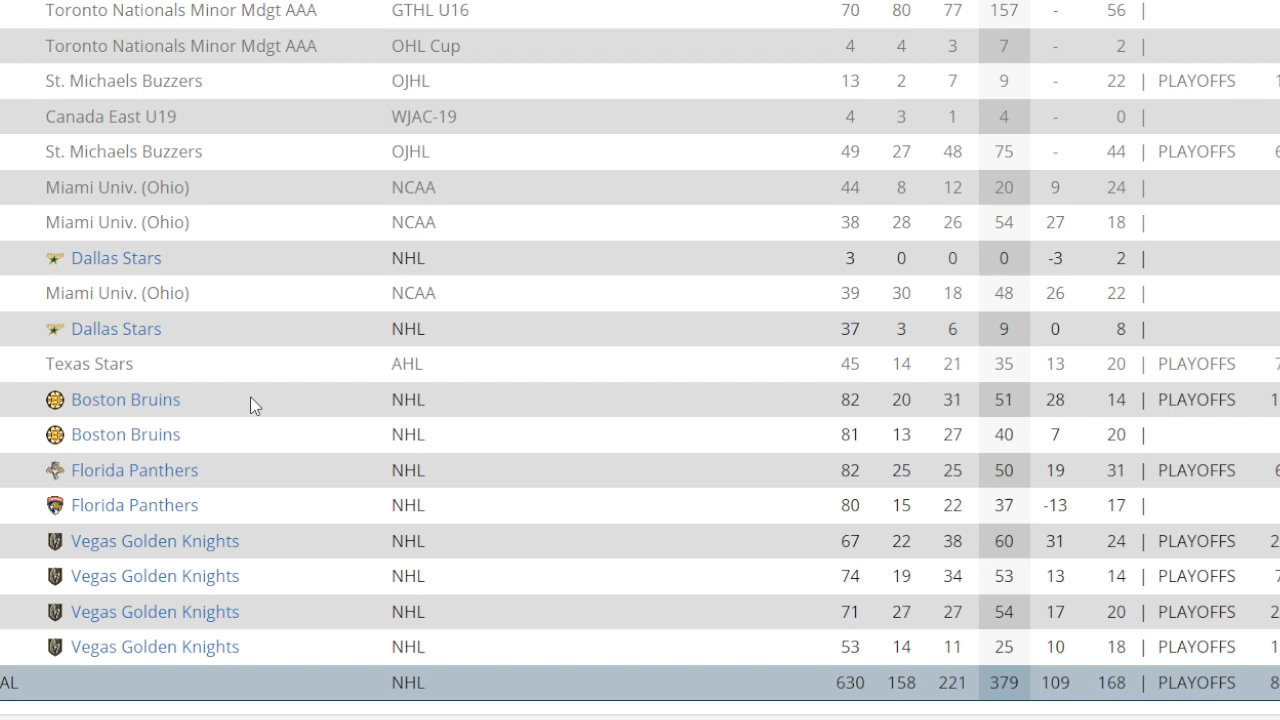 Toronto Nationals Minor Mdgt AAA GTHL U16 70 80 77 157 - 56 |
Toronto Nationals Minor Mdgt AAA OHL Cup 4 4 3 7 - 2 |
St. Michaels Buzzers OJHL 13 2 7 9 - 22 | PLAYOFFS
Canada East U19 WJAC-19 4 3 1 4 - 0 |
St. Michaels Buzzers OJHL 49 27 48 75 - 44 | PLAYOFFS
Miami Univ. (Ohio) NCAA 44 8 12 20 9 24 |
Miami Univ. (Ohio) NCAA 38 28 26 54 27 18 |
Dallas Stars NHL 3 0 0 0 -3 2 |
Miami Univ. (Ohio) NCAA 39 30 18 48 26 22 |
Dallas Stars NHL 37 3 6 9 0 8 |
Texas Stars AHL 45 14 21 35 13 20 | PLAYOFFS 7
Boston Bruins NHL 82 20 31 51 28 14 | PLAYOFFS 1
Boston Bruins NHL 81 13 27 40 7 20 |
Florida Panthers NHL 82 25 25 50 19 31 | PLAYOFFS 6
Florida Panthers NHL 80 15 22 37 -13 17 |
Vegas Golden Knights NHL 67 22 38 60 31 24 | PLAYOFFS 2
Vegas Golden Knights NHL 74 19 34 53 13 14 | PLAYOFFS 7
Vegas Golden Knights NHL 71 27 27 54 17 20 | PLAYOFFS 2
Vegas Golden Knights NHL 53 14 11 25 10 18 | PLAYOFFS 1
AL NHL 630 158 221 379 109 168 | PLAYOFFS 8